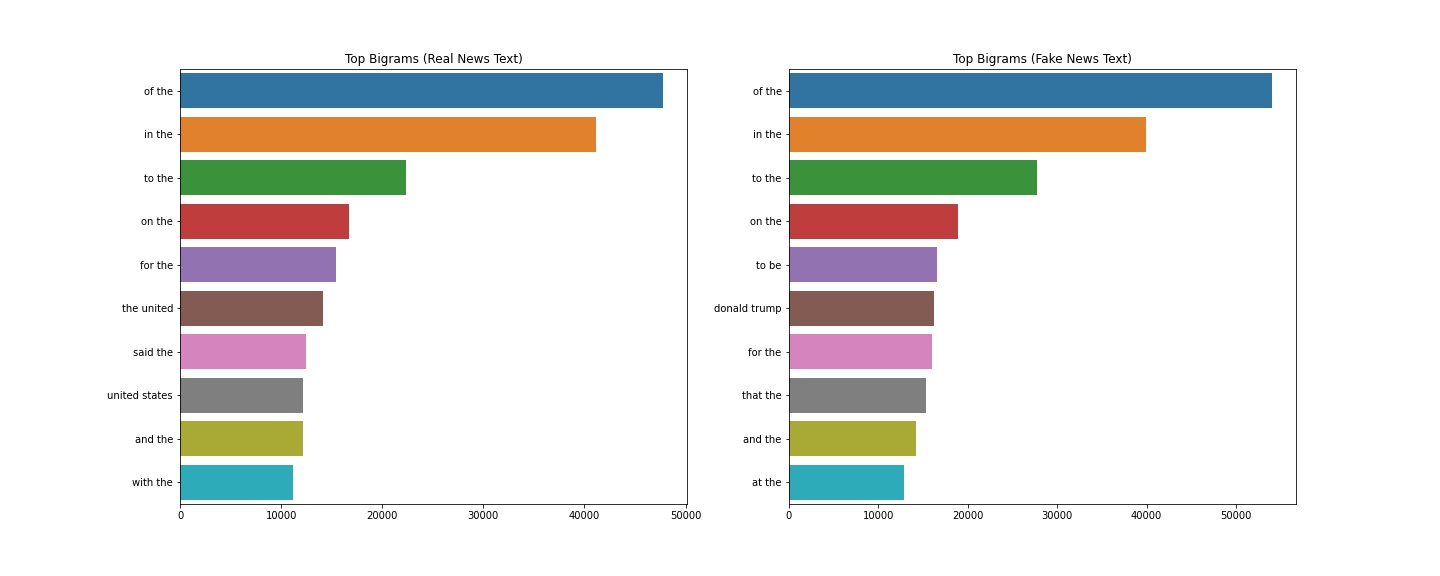 Top Bigrams (Real News Text)
of the
in the
to the
on the
for the
the united
said the
united states
and the
with the
0 10000 20000 30000 40000 50000
Top Bigrams (Fake News Text)
of the
in the
to the
on the
to be
donald trump
for the
that the
and the
at the
0 10000 20000 30000 40000 50000